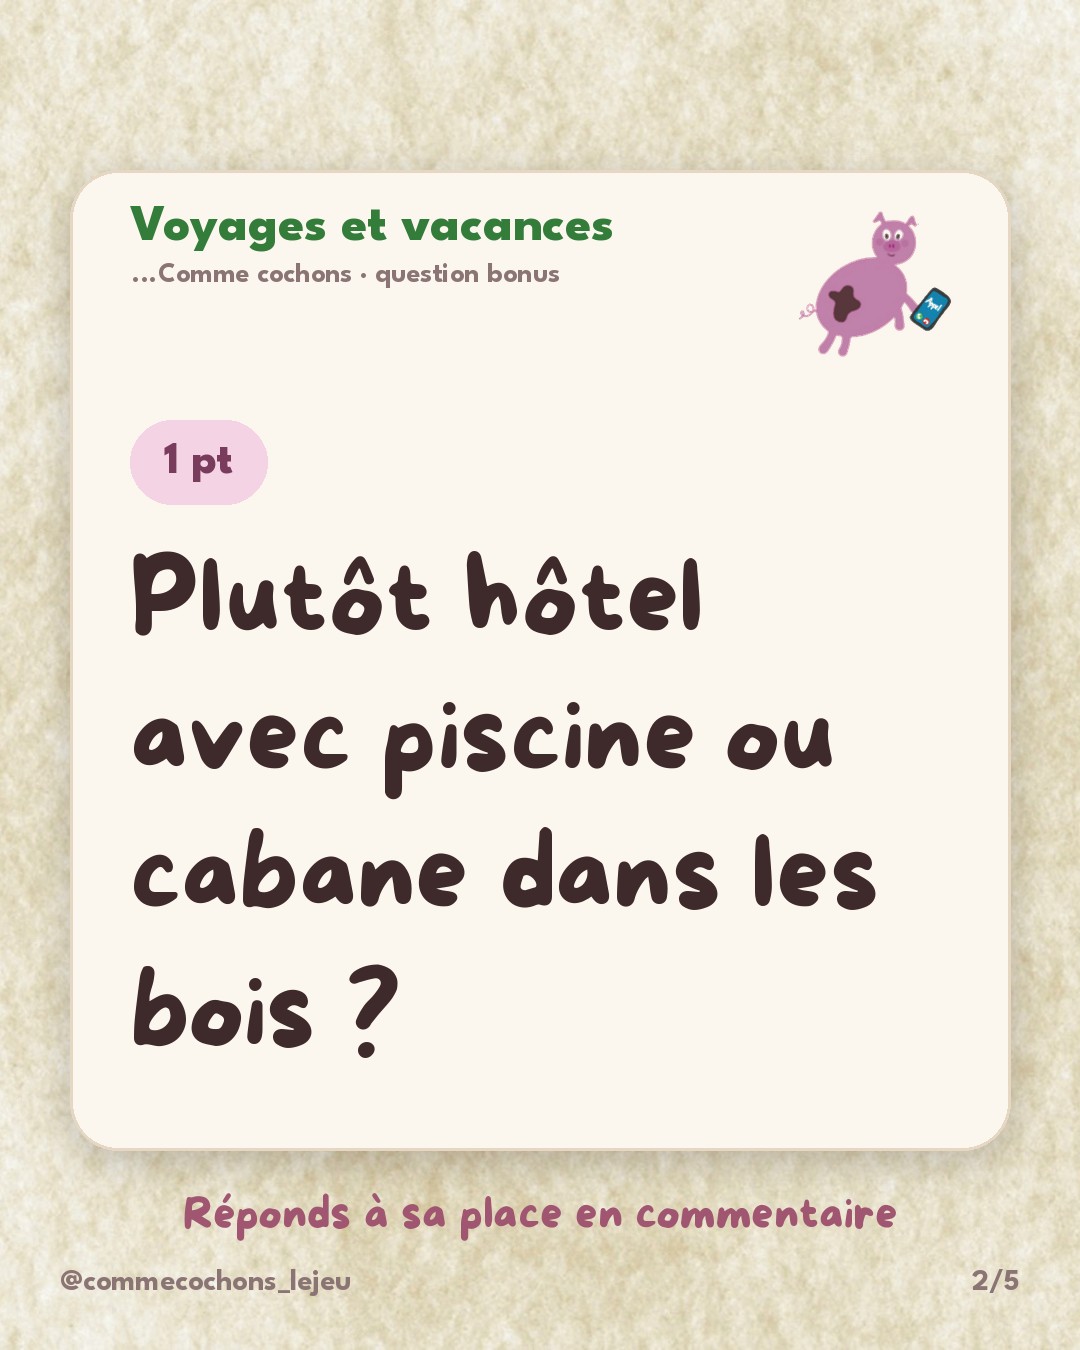 Voyages et vacances
...Comme cochons · question bonus
1 pt
Plutôt hôtel
avec piscine ou
cabane dans les
bois ?
Réponds à sa place en commentaire
@commecochons_lejeu
2/5